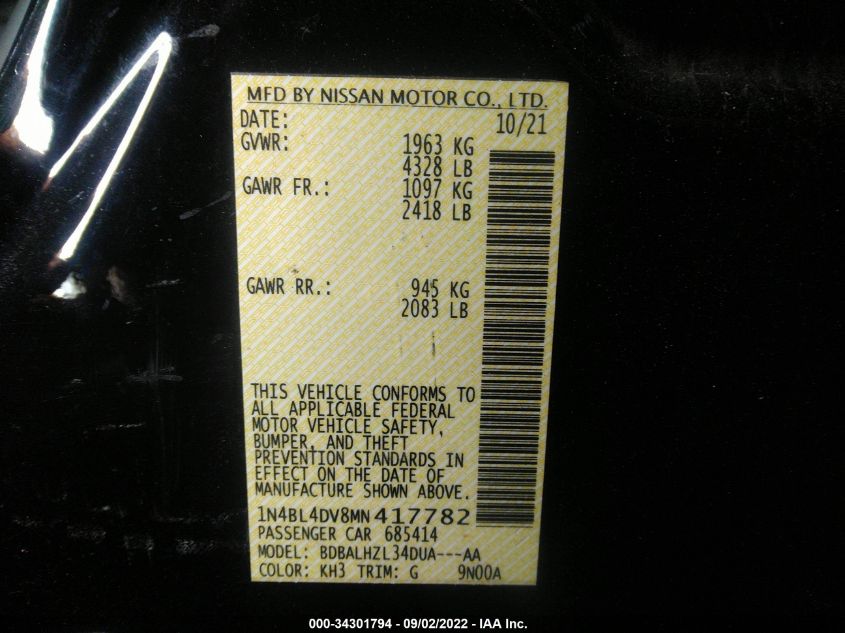 MFD BY NISSAN MOTOR CO., LTD.
DATE: 10/21
GVWR: 1963 KG
4328 LB
GAWR FR.: 1097 KG
2418 LB
GAWR RR.: 945 KG
2083 LB
THIS VEHICLE CONFORMS TO
ALL APPLICABLE FEDERAL
MOTOR VEHICLE SAFETY,
BUMPER, AND THEFT
PREVENTION STANDARDS IN
EFFECT ON THE DATE OF
MANUFACTURE SHOWN ABOVE.
1N4BL4DV8MN417782
PASSENGER CAR 685414
MODEL: BDBALHZL34DUA---AA
COLOR: KH3 TRIM: G 9N00A
000-34301794 - 09/02/2022 - IAA Inc.